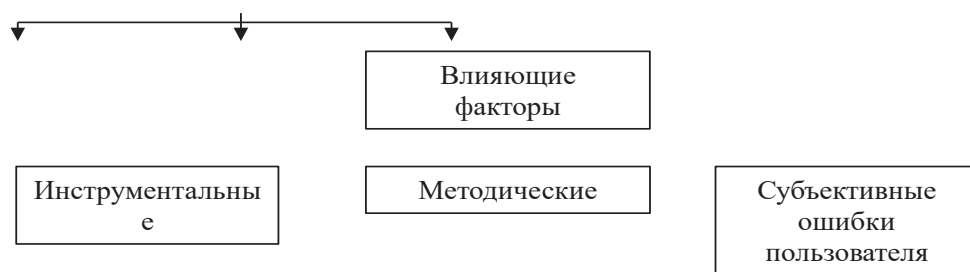 Влияющие
факторы
Инструментальны
е
Методические
Субъективные
ошибки
пользователя